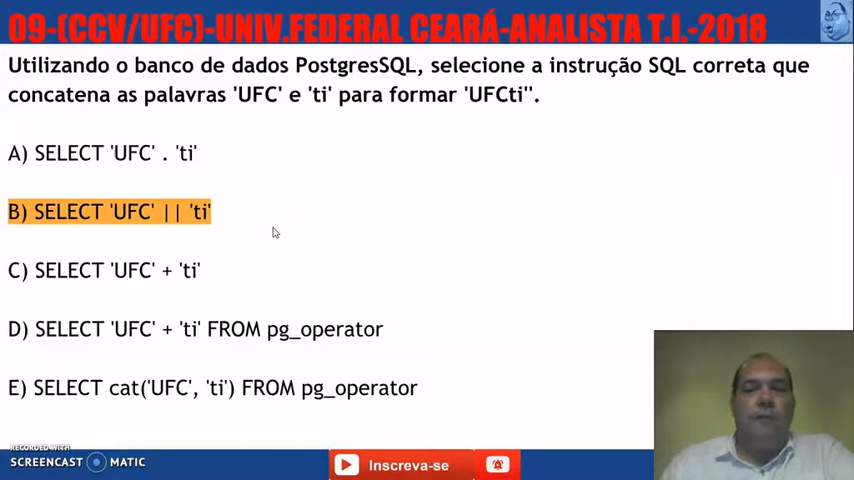 09-(CCV/UFC)-UNIV.FEDERAL CEARÁ-ANALISTA T.I.-2018
Utilizando o banco de dados PostgresSQL, selecione a instrução SQL correta que
concatena as palavras 'UFC' e 'ti' para formar 'UFCti''.
A) SELECT 'UFC' . 'ti'
B) SELECT 'UFC' || 'ti'
C) SELECT 'UFC' + 'ti'
D) SELECT 'UFC' + 'ti' FROM pg_operator
E) SELECT cat('UFC', 'ti') FROM pg_operator
RECORDED WITH
SCREENCAST MATIC
Inscreva-se